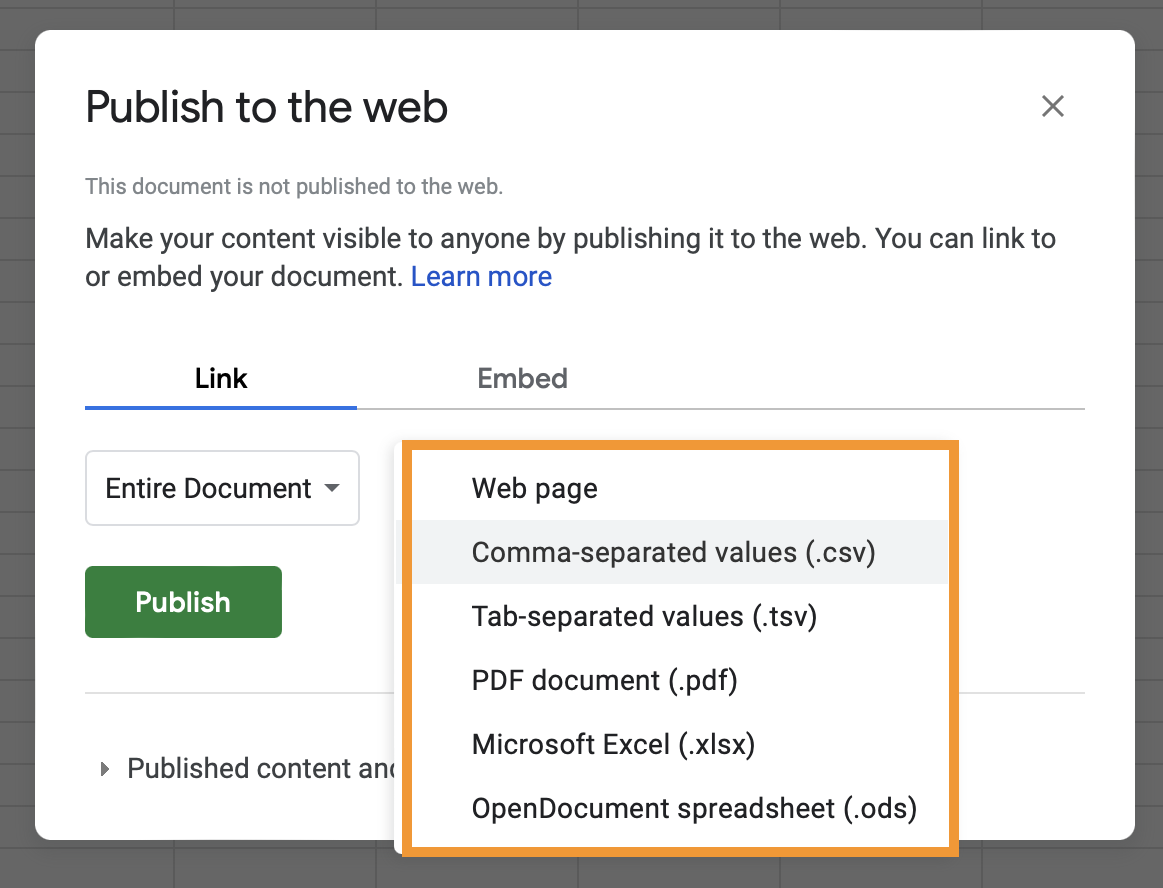 Publish to the web
This document is not published to the web.
Make your content visible to anyone by publishing it to the web. You can link to
or embed your document. Learn more
Link
Embed
Entire Document
Web page
Comma-separated values (.csv)
Tab-separated values (.tsv)
PDF document (.pdf)
Microsoft Excel (.xlsx)
OpenDocument spreadsheet (.ods)
Publish
Published content